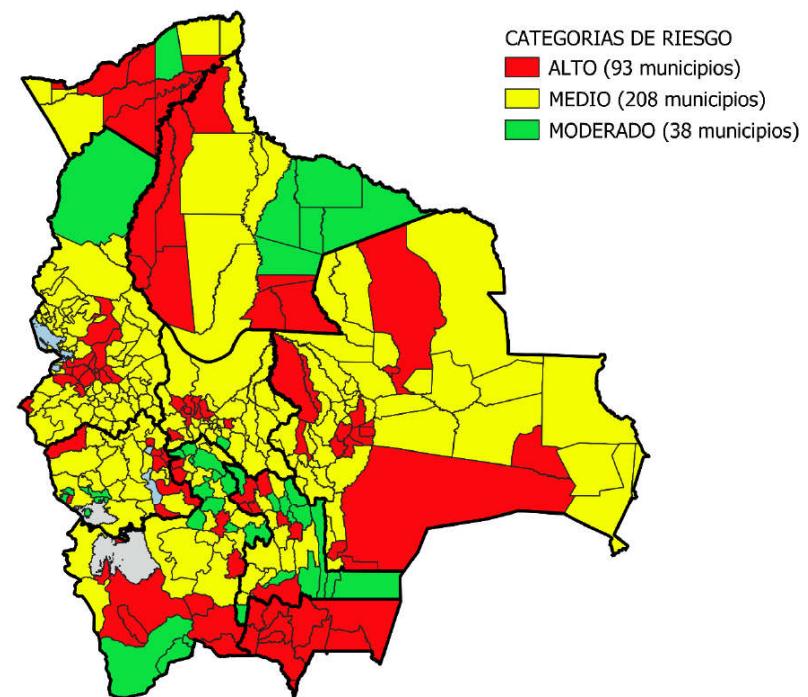 CATEGORIAS DE RIESGO
ALTO (93 municipios)
MEDIO (208 municipios)
MODERADO (38 municipios)